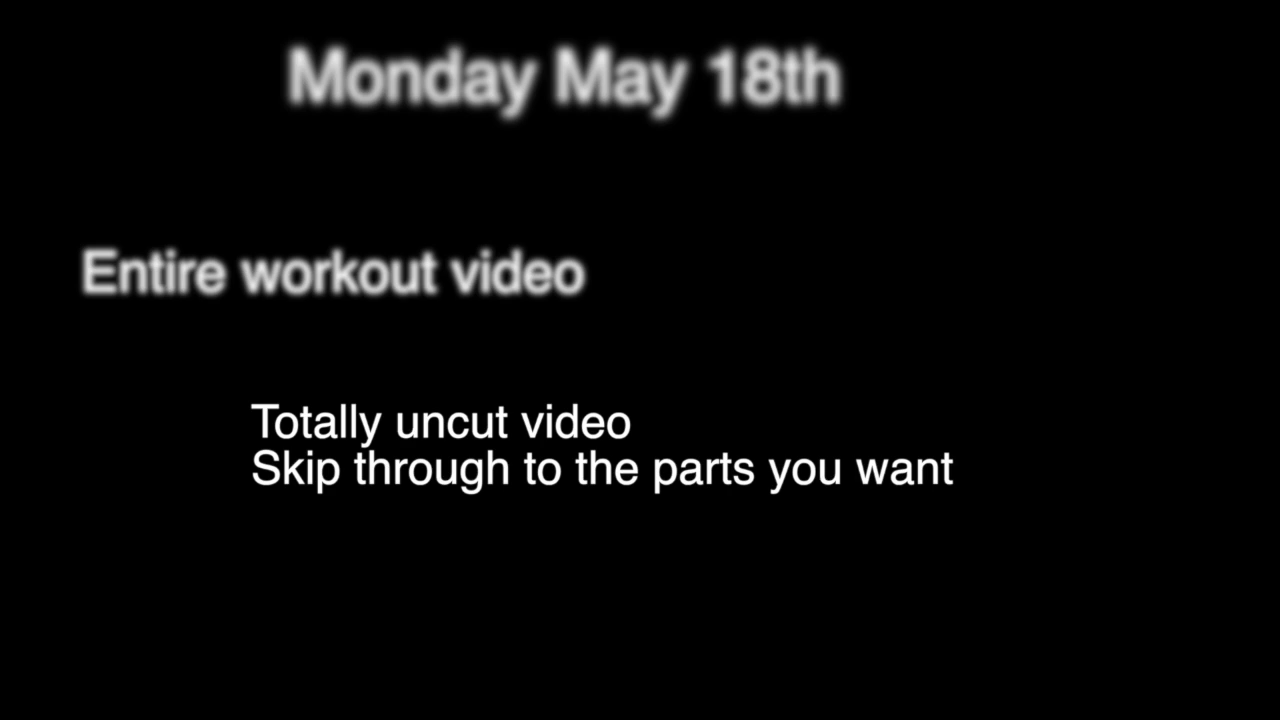 Monday May 18th
Entire workout video
Totally uncut video
Skip through to the parts you want